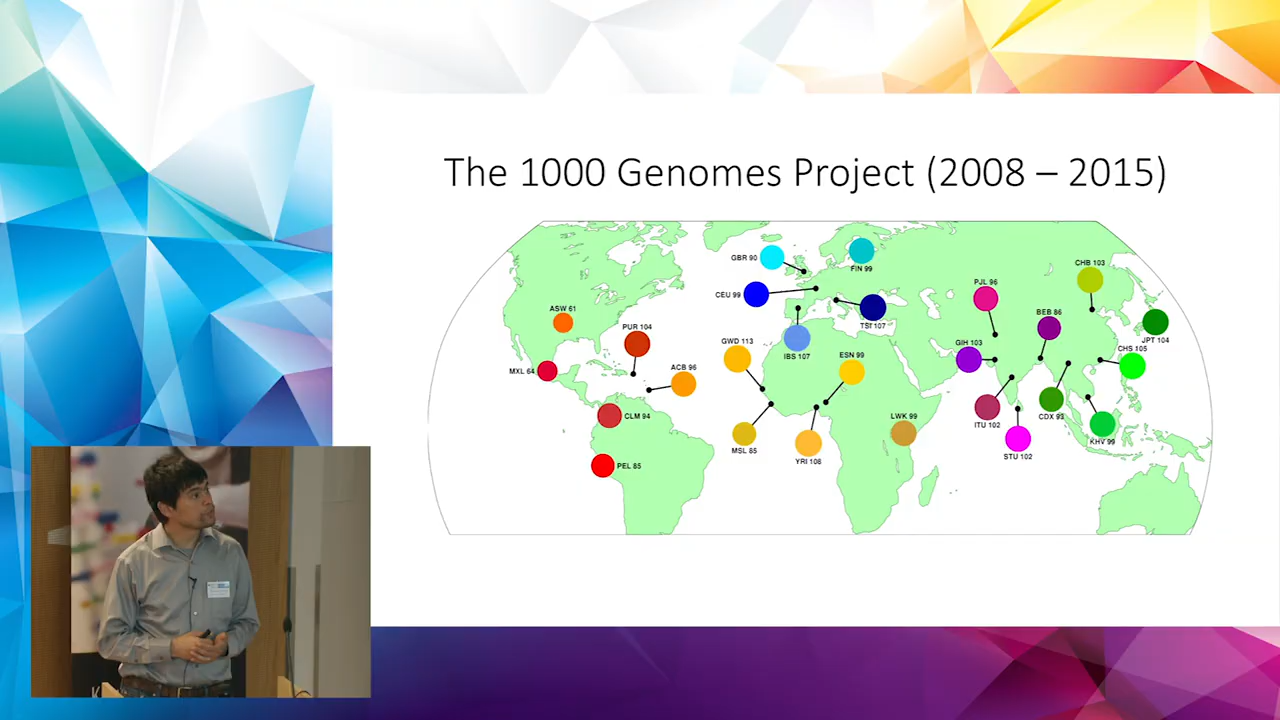 The 1000 Genomes Project (2008 – 2015)
GBR 90
FIN 99
CHB 103
CEU 99
PJL 96
ASW 61
BEB 86
PUR 104
TSI 107
JPT 104
GWD 113
IBS 107
ESN 99
GIH 103
CHS 105
MXL 64
ACB 96
CLM 94
LWK 99
CDX 93
ITU 102
KHV 99
MSL 85
STU 102
YRI 108
PEL 85